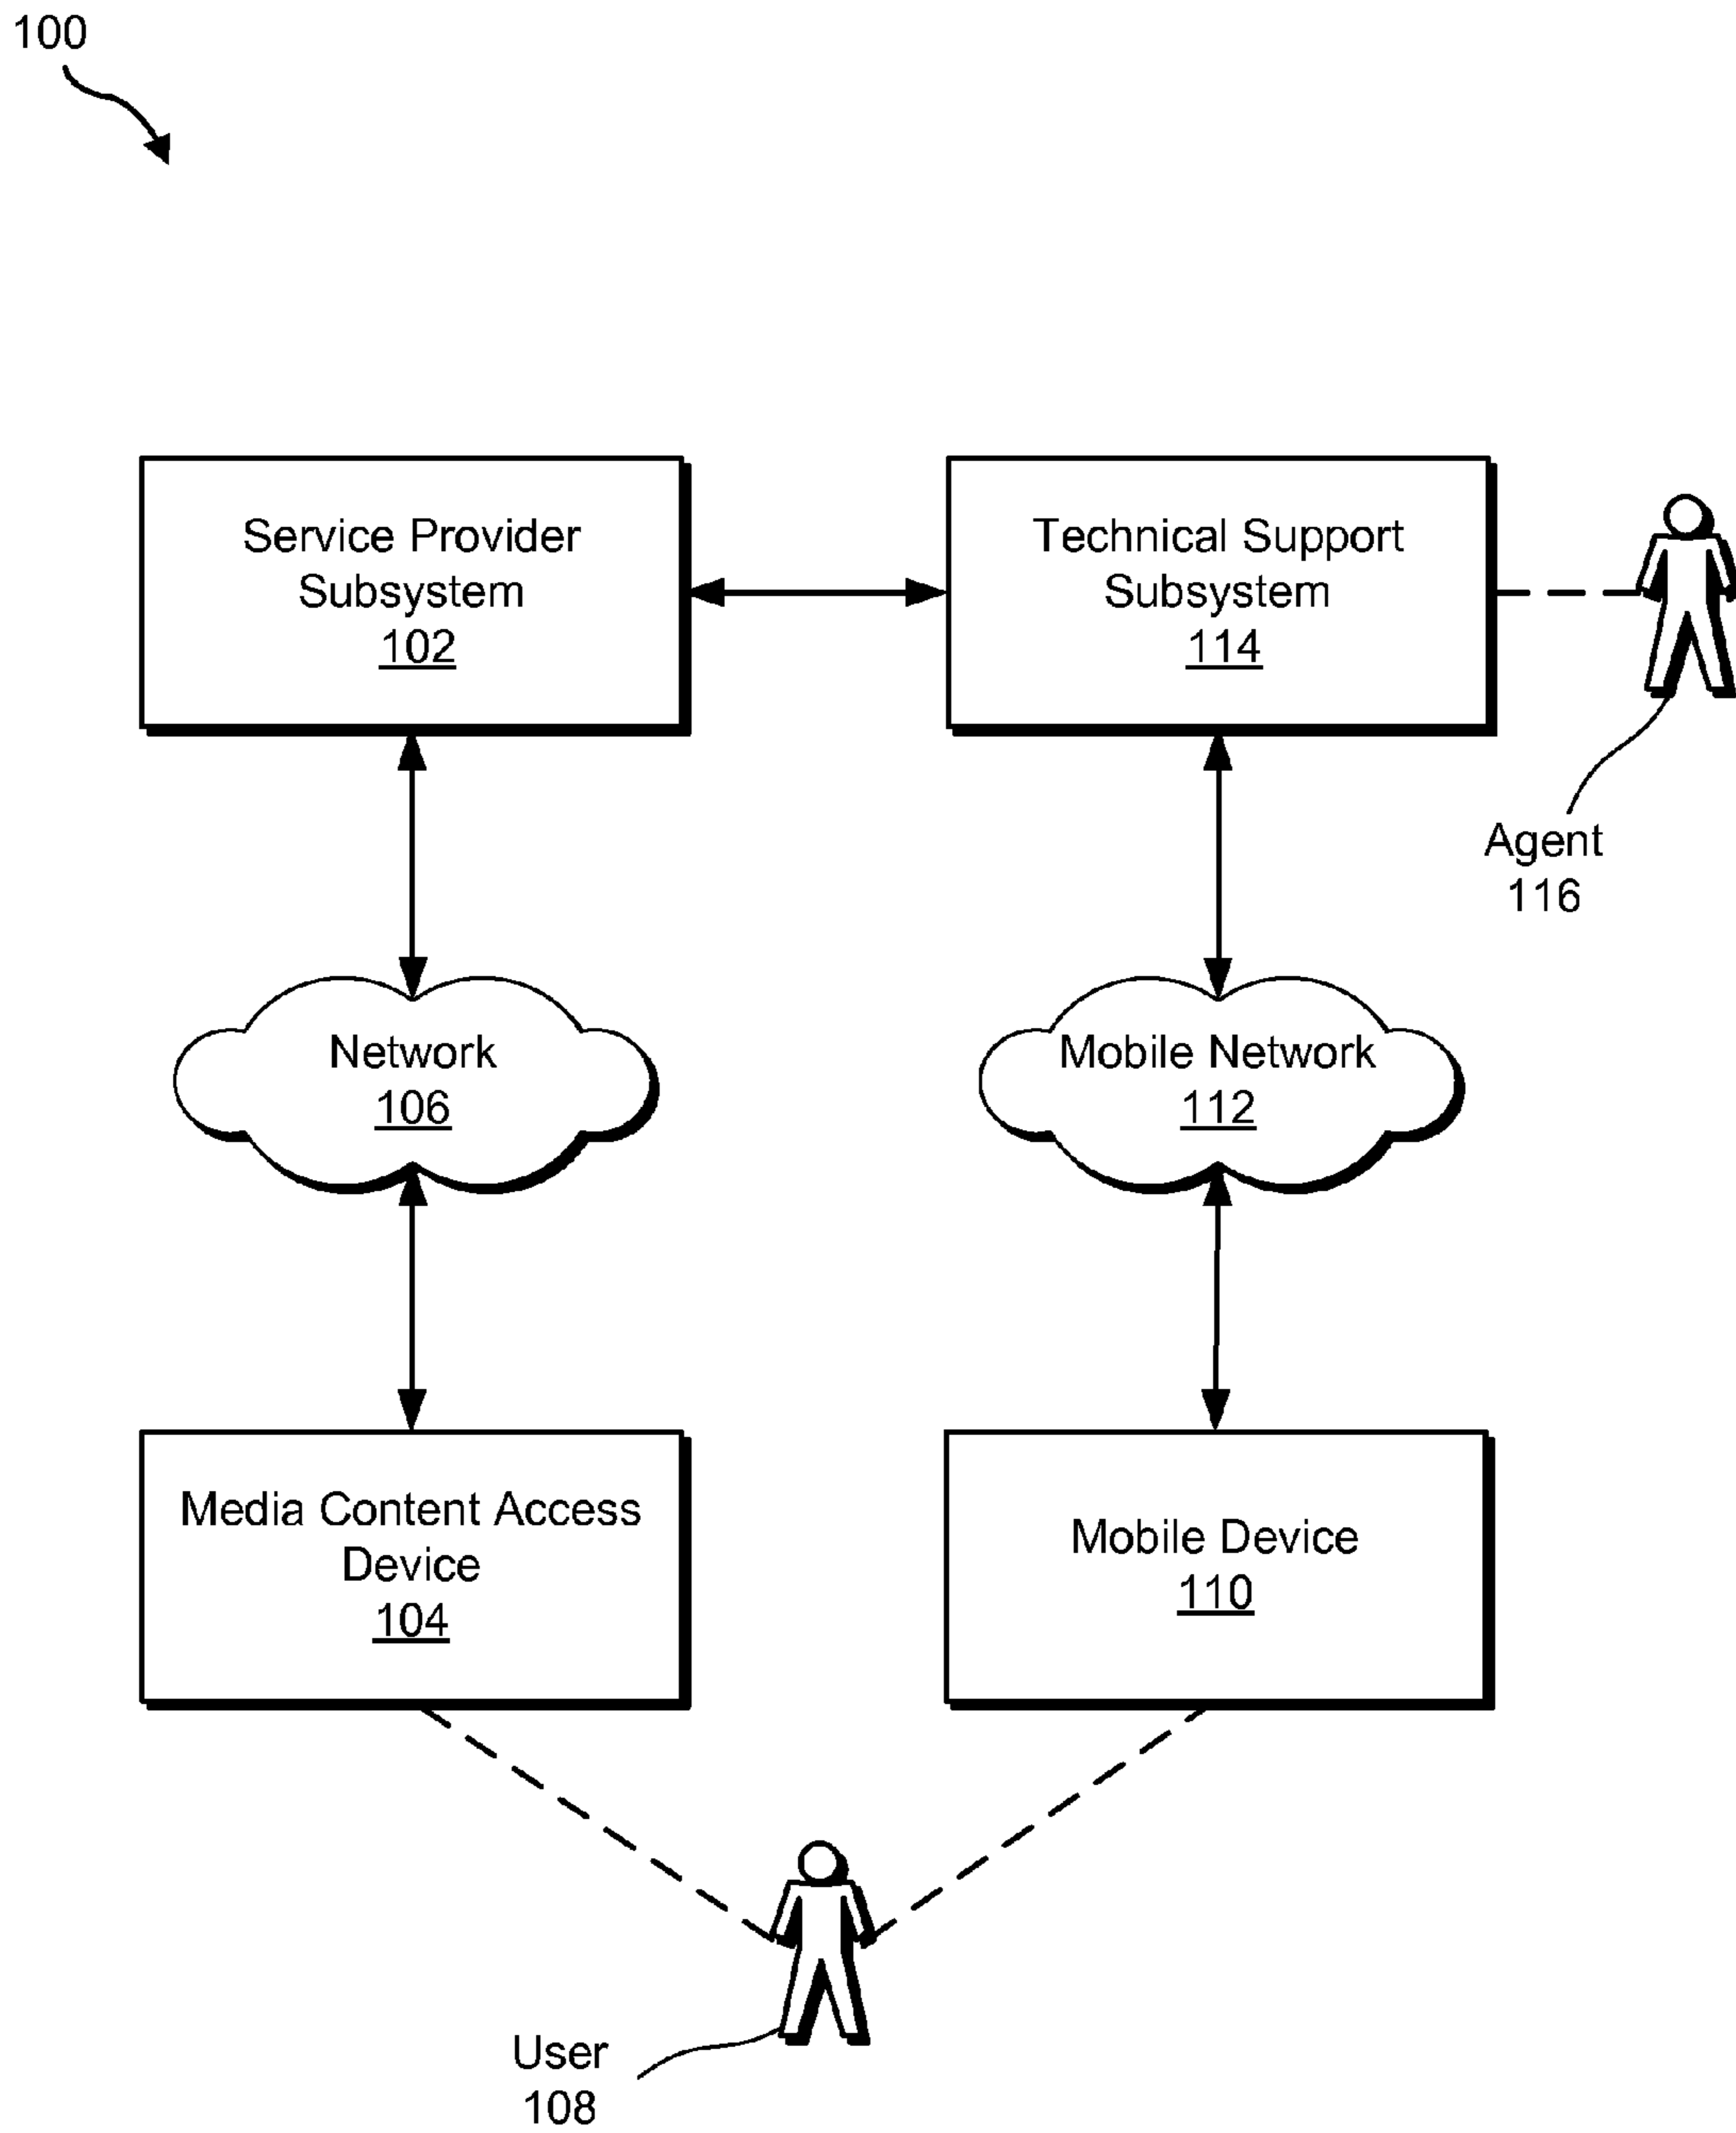 100
Service Provider
Subsystem
102
Technical Support
Subsystem
114
Agent
116
Network
106
Mobile Network
112
Media Content Access
Device
104
Mobile Device
110
User
108